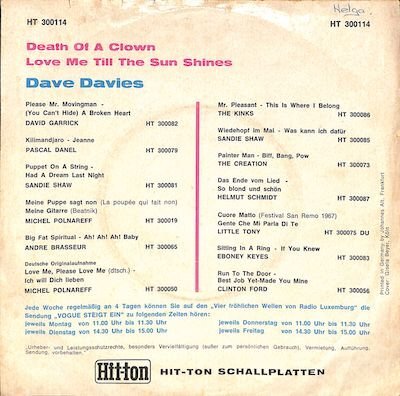 HT 300114
Helga
HT 300114
Death Of A Clown
Love Me Till The Sun Shines
Dave Davies
Please Mr. Movingman -
(You Can't Hide) A Broken Heart
DAVID GARRICK HT 300082
Kilimandjaro - Jeanne
PASCAL DANEL HT 300079
Puppet On A String -
Had A Dream Last Night
SANDIE SHAW HT 300081
Meine Puppe sagt non (La poupée qui fait non)
Meine Gitarre (Beatnik)
MICHEL POLNAREFF HT 300019
Big Fat Spiritual - Ah! Ah! Ah! Baby
ANDRE BRASSEUR HT 300065
Deutsche Originalaufnahme
Love Me, Please Love Me (dtsch.) -
Ich will Dich lieben
MICHEL POLNAREFF HT 300050
Mr. Pleasant - This Is Where I Belong
THE KINKS HT 300086
Wiedehopf im Mai - Was kann ich dafür
SANDIE SHAW HT 300085
Painter Man - Biff, Bang, Pow
THE CREATION HT 300073
Das Ende vom Lied -
So blond und schön
HELMUT SCHMIDT HT 300087
Cuore Matto (Festival San Remo 1967)
Gente Che Mi Parla Di Te
LITTLE TONY HT 300075 DU
Sitting In A Ring - If You Knew
EBONEY KEYES HT 300083
Run To The Door -
Best Job Yet-Made You Mine
CLINTON FORD HT 300056
Jede Woche regelmäßig an 4 Tagen können Sie auf den „Vier fröhlichen Wellen von Radio Luxemburg" die
Sendung „VOGUE STEIGT EIN" zu folgenden Zeiten hören:
jeweils Montag von 11.00 Uhr bis 11.30 Uhr jeweils Donnerstag von 11.00 Uhr bis 11.30 Uhr
jeweils Dienstag von 14.30 Uhr bis 15.00 Uhr jeweils Freitag von 14.30 Uhr bis 15.00 Uhr
„Urheber- und Leistungsschutzrechte, besonders Vervielfältigung (außer zum persönlichen Gebrauch), Vermietung, Aufführung,
Sendung, vorbehalten."
Hit-ton HIT-TON SCHALLPLATTEN
Printed in Germany by Johannes Alt, Frankfurt
Cover: Gisela Beyer, Köln